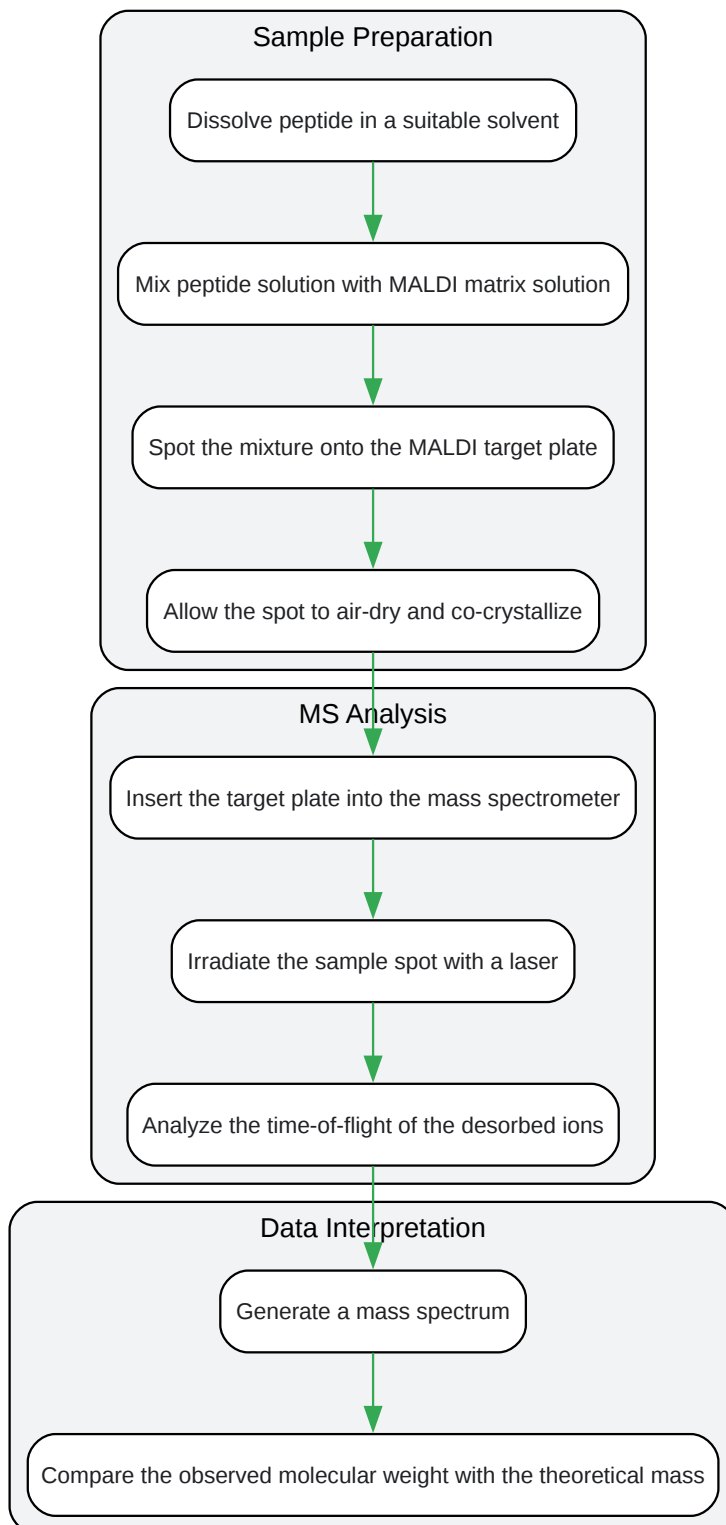 Sample Preparation
Dissolve peptide in a suitable solvent
Mix peptide solution with MALDI matrix solution
Spot the mixture onto the MALDI target plate
Allow the spot to air-dry and co-crystallize
MS Analysis
Insert the target plate into the mass spectrometer
Irradiate the sample spot with a laser
Analyze the time-of-flight of the desorbed ions
Data Interpretation
Generate a mass spectrum
Compare the observed molecular weight with the theoretical mass